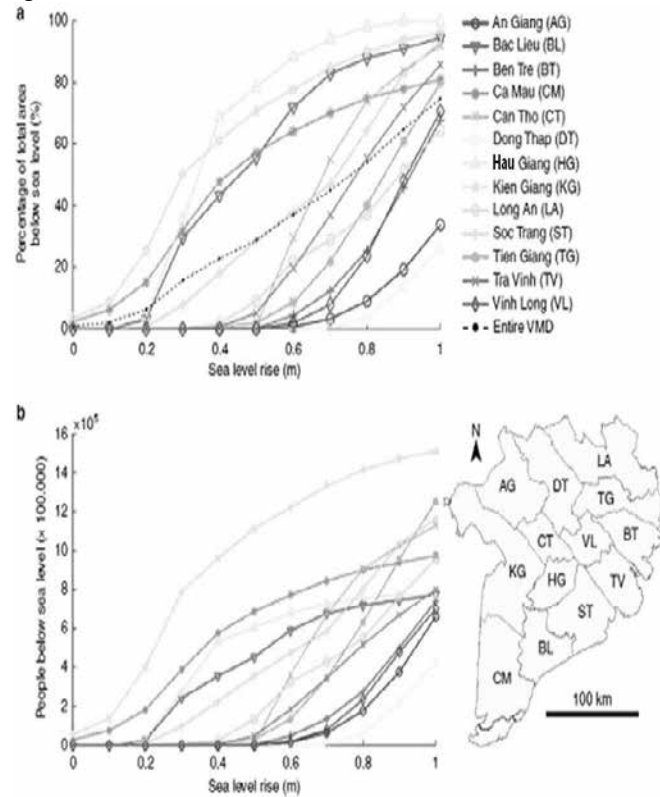 a
100
80
60
40
20
0
0
0.2
0.4
0.6
0.8
1
Percentage of total area
below sea level (%)
Sea level rise (m)
An Giang (AG)
Bac Lieu (BL)
Ben Tre (BT)
Ca Mau (CM)
Can Tho (CT)
Dong Thap (DT)
Hau Giang (HG)
Kien Giang (KG)
Long An (LA)
Soc Trang (ST)
Tien Giang (TG)
Tra Vinh (TV)
Vinh Long (VL)
Entire VMD
b
×10⁵
16
14
12
10
8
6
4
2
0
0
0.2
0.4
0.6
0.8
1
People below sea level (× 100.000)
Sea level rise (m)
N
LA
AG
DT
TG
BT
CT
VL
KG
HG
TV
ST
BL
CM
100 km